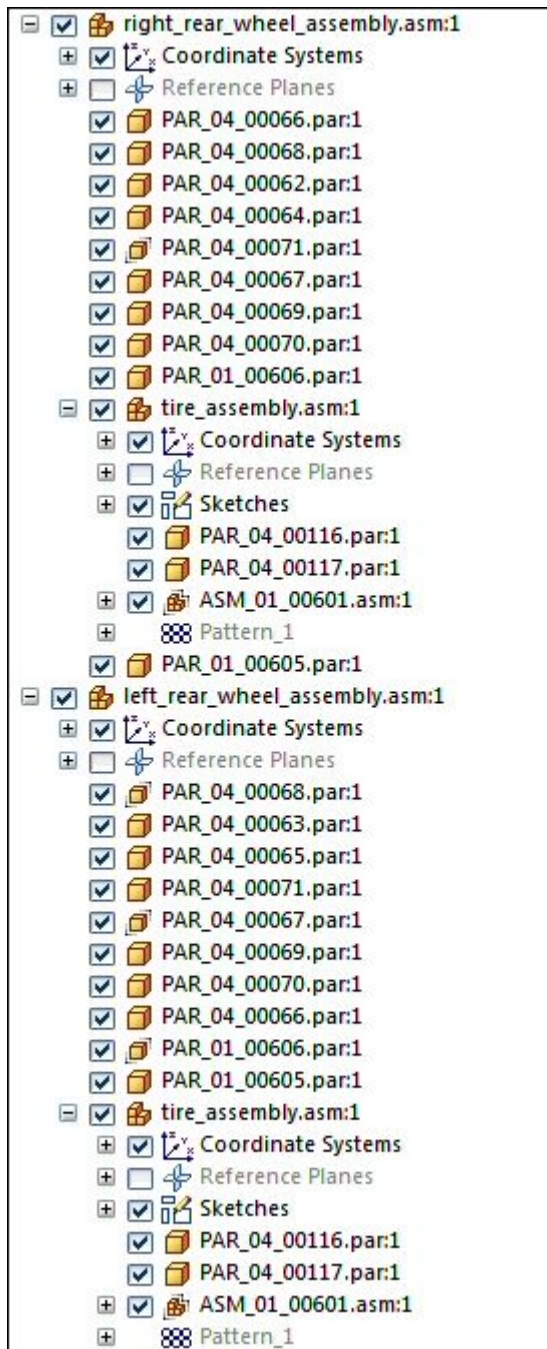 right_rear_wheel_assembly.asm:1
Coordinate Systems
Reference Planes
PAR_04_00066.par:1
PAR_04_00068.par:1
PAR_04_00062.par:1
PAR_04_00064.par:1
PAR_04_00071.par:1
PAR_04_00067.par:1
PAR_04_00069.par:1
PAR_04_00070.par:1
PAR_01_00606.par:1
tire_assembly.asm:1
Coordinate Systems
Reference Planes
Sketches
PAR_04_00116.par:1
PAR_04_00117.par:1
ASM_01_00601.asm:1
Pattern_1
PAR_01_00605.par:1
left_rear_wheel_assembly.asm:1
Coordinate Systems
Reference Planes
PAR_04_00068.par:1
PAR_04_00063.par:1
PAR_04_00065.par:1
PAR_04_00071.par:1
PAR_04_00067.par:1
PAR_04_00069.par:1
PAR_04_00070.par:1
PAR_04_00066.par:1
PAR_01_00606.par:1
PAR_01_00605.par:1
tire_assembly.asm:1
Coordinate Systems
Reference Planes
Sketches
PAR_04_00116.par:1
PAR_04_00117.par:1
ASM_01_00601.asm:1
Pattern_1